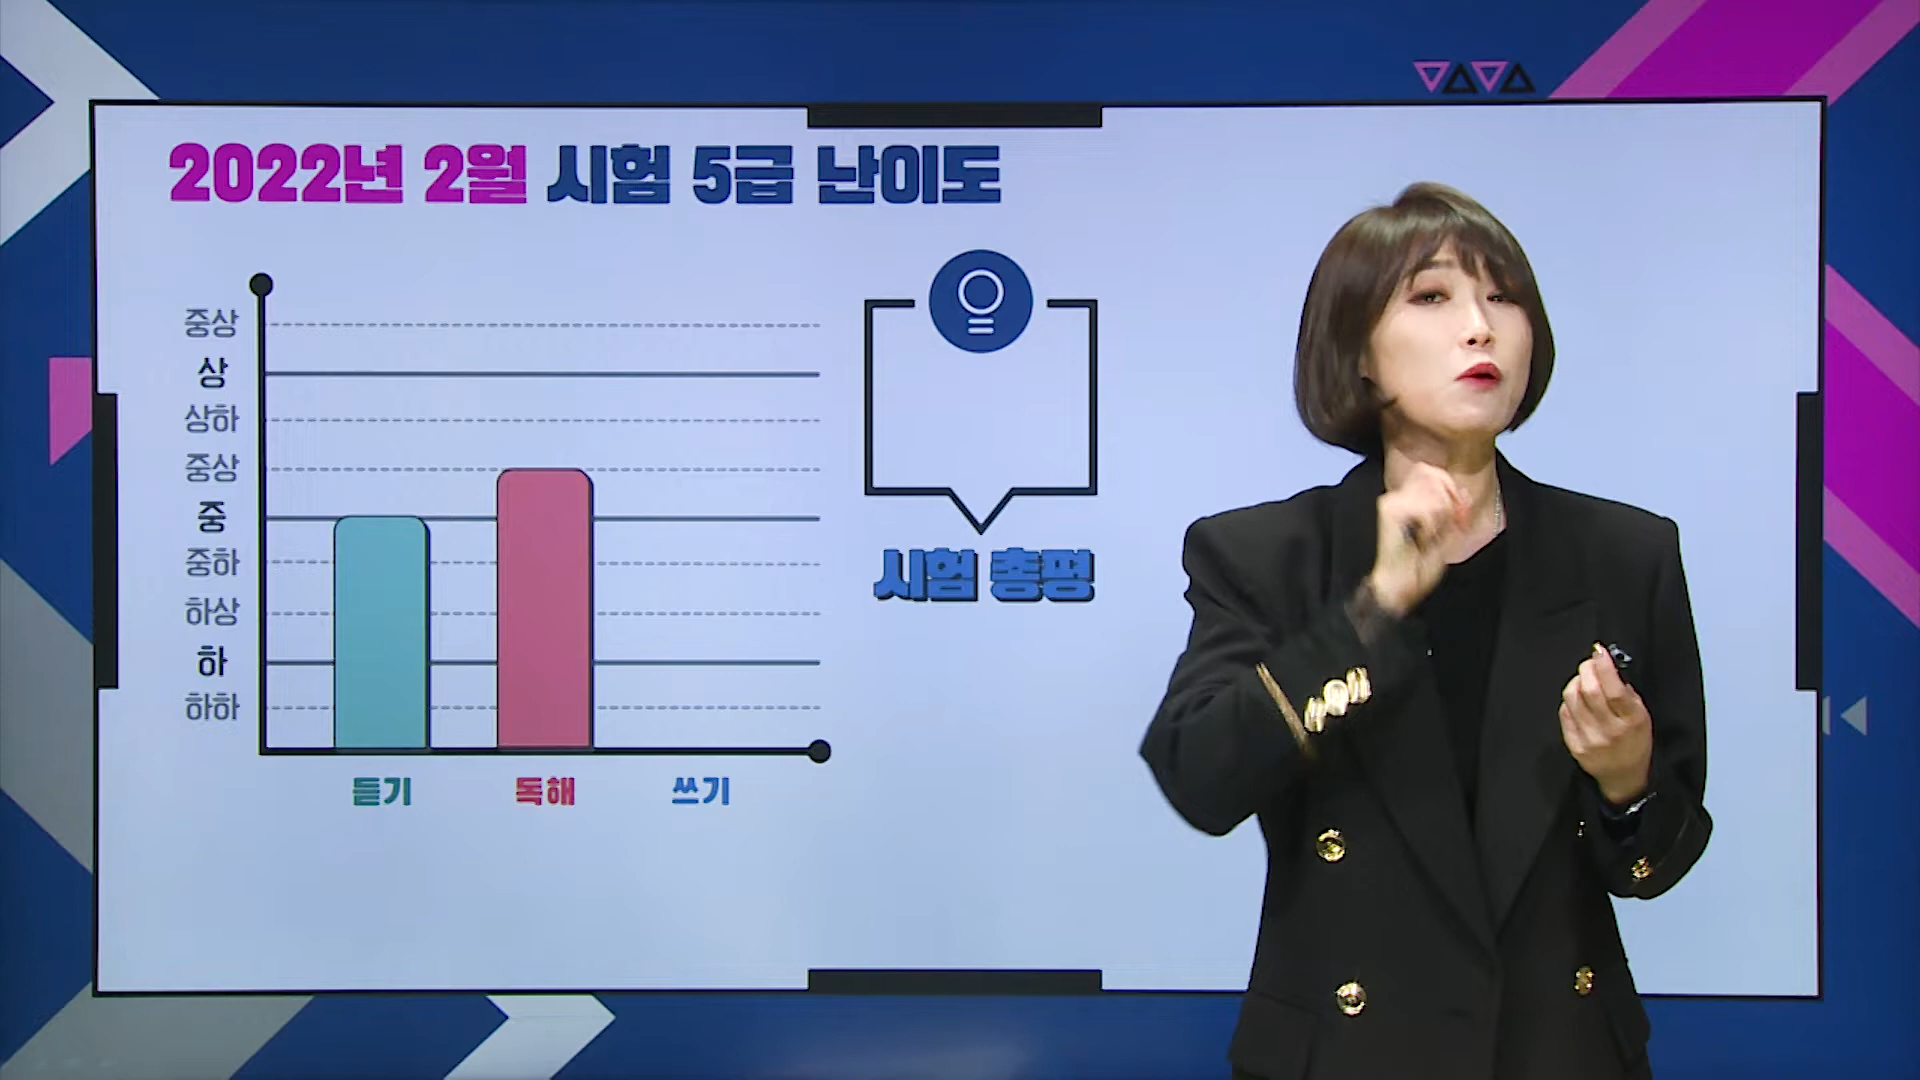 2022년 2월 시험 5급 난이도
중상
상
상하
중상
중
중하
하상
하
하하
듣기 독해 쓰기
시험 총평